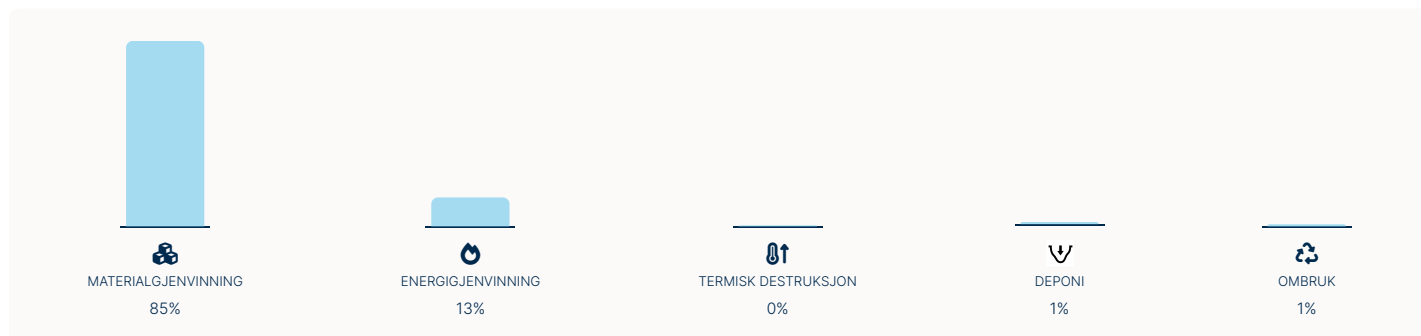 MATERIALGJENVINNING
85%
ENERGIGJENVINNING
13%
TERMISK DESTRUKSJON
0%
DEPONI
1%
OMBRUK
1%